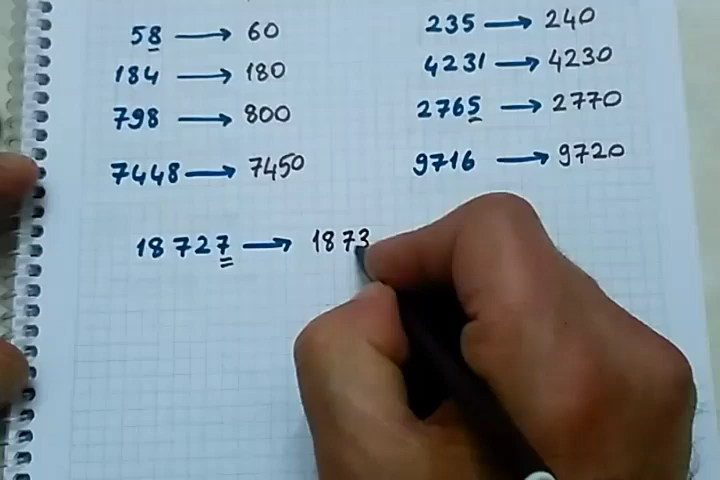 58 → 60
184 → 180
798 → 800
7448 → 7450
235 → 240
4231 → 4230
2765 → 2770
9716 → 9720
18727 → 1873